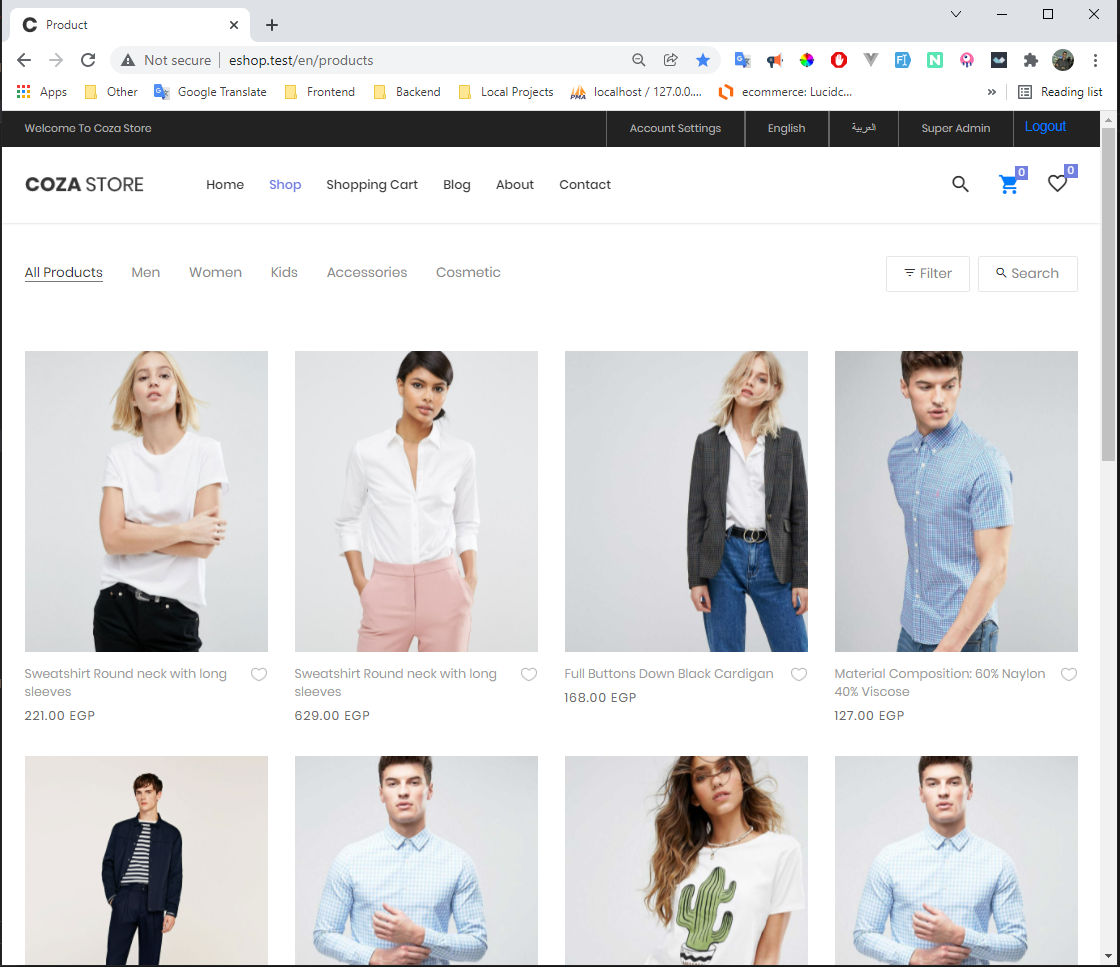 Product
Not secure eshop.test/en/products
Apps Other Google Translate Frontend Backend Local Projects localhost / 127.0.0.... ecommerce: Lucidc... » Reading list
Welcome To Coza Store Account Settings English العربية Super Admin Logout
COZA STORE Home Shop Shopping Cart Blog About Contact 0 0
All Products Men Women Kids Accessories Cosmetic Filter Search
Sweatshirt Round neck with long
sleeves
221.00 EGP
Sweatshirt Round neck with long
sleeves
629.00 EGP
Full Buttons Down Black Cardigan
168.00 EGP
Material Composition: 60% Naylon
40% Viscose
127.00 EGP